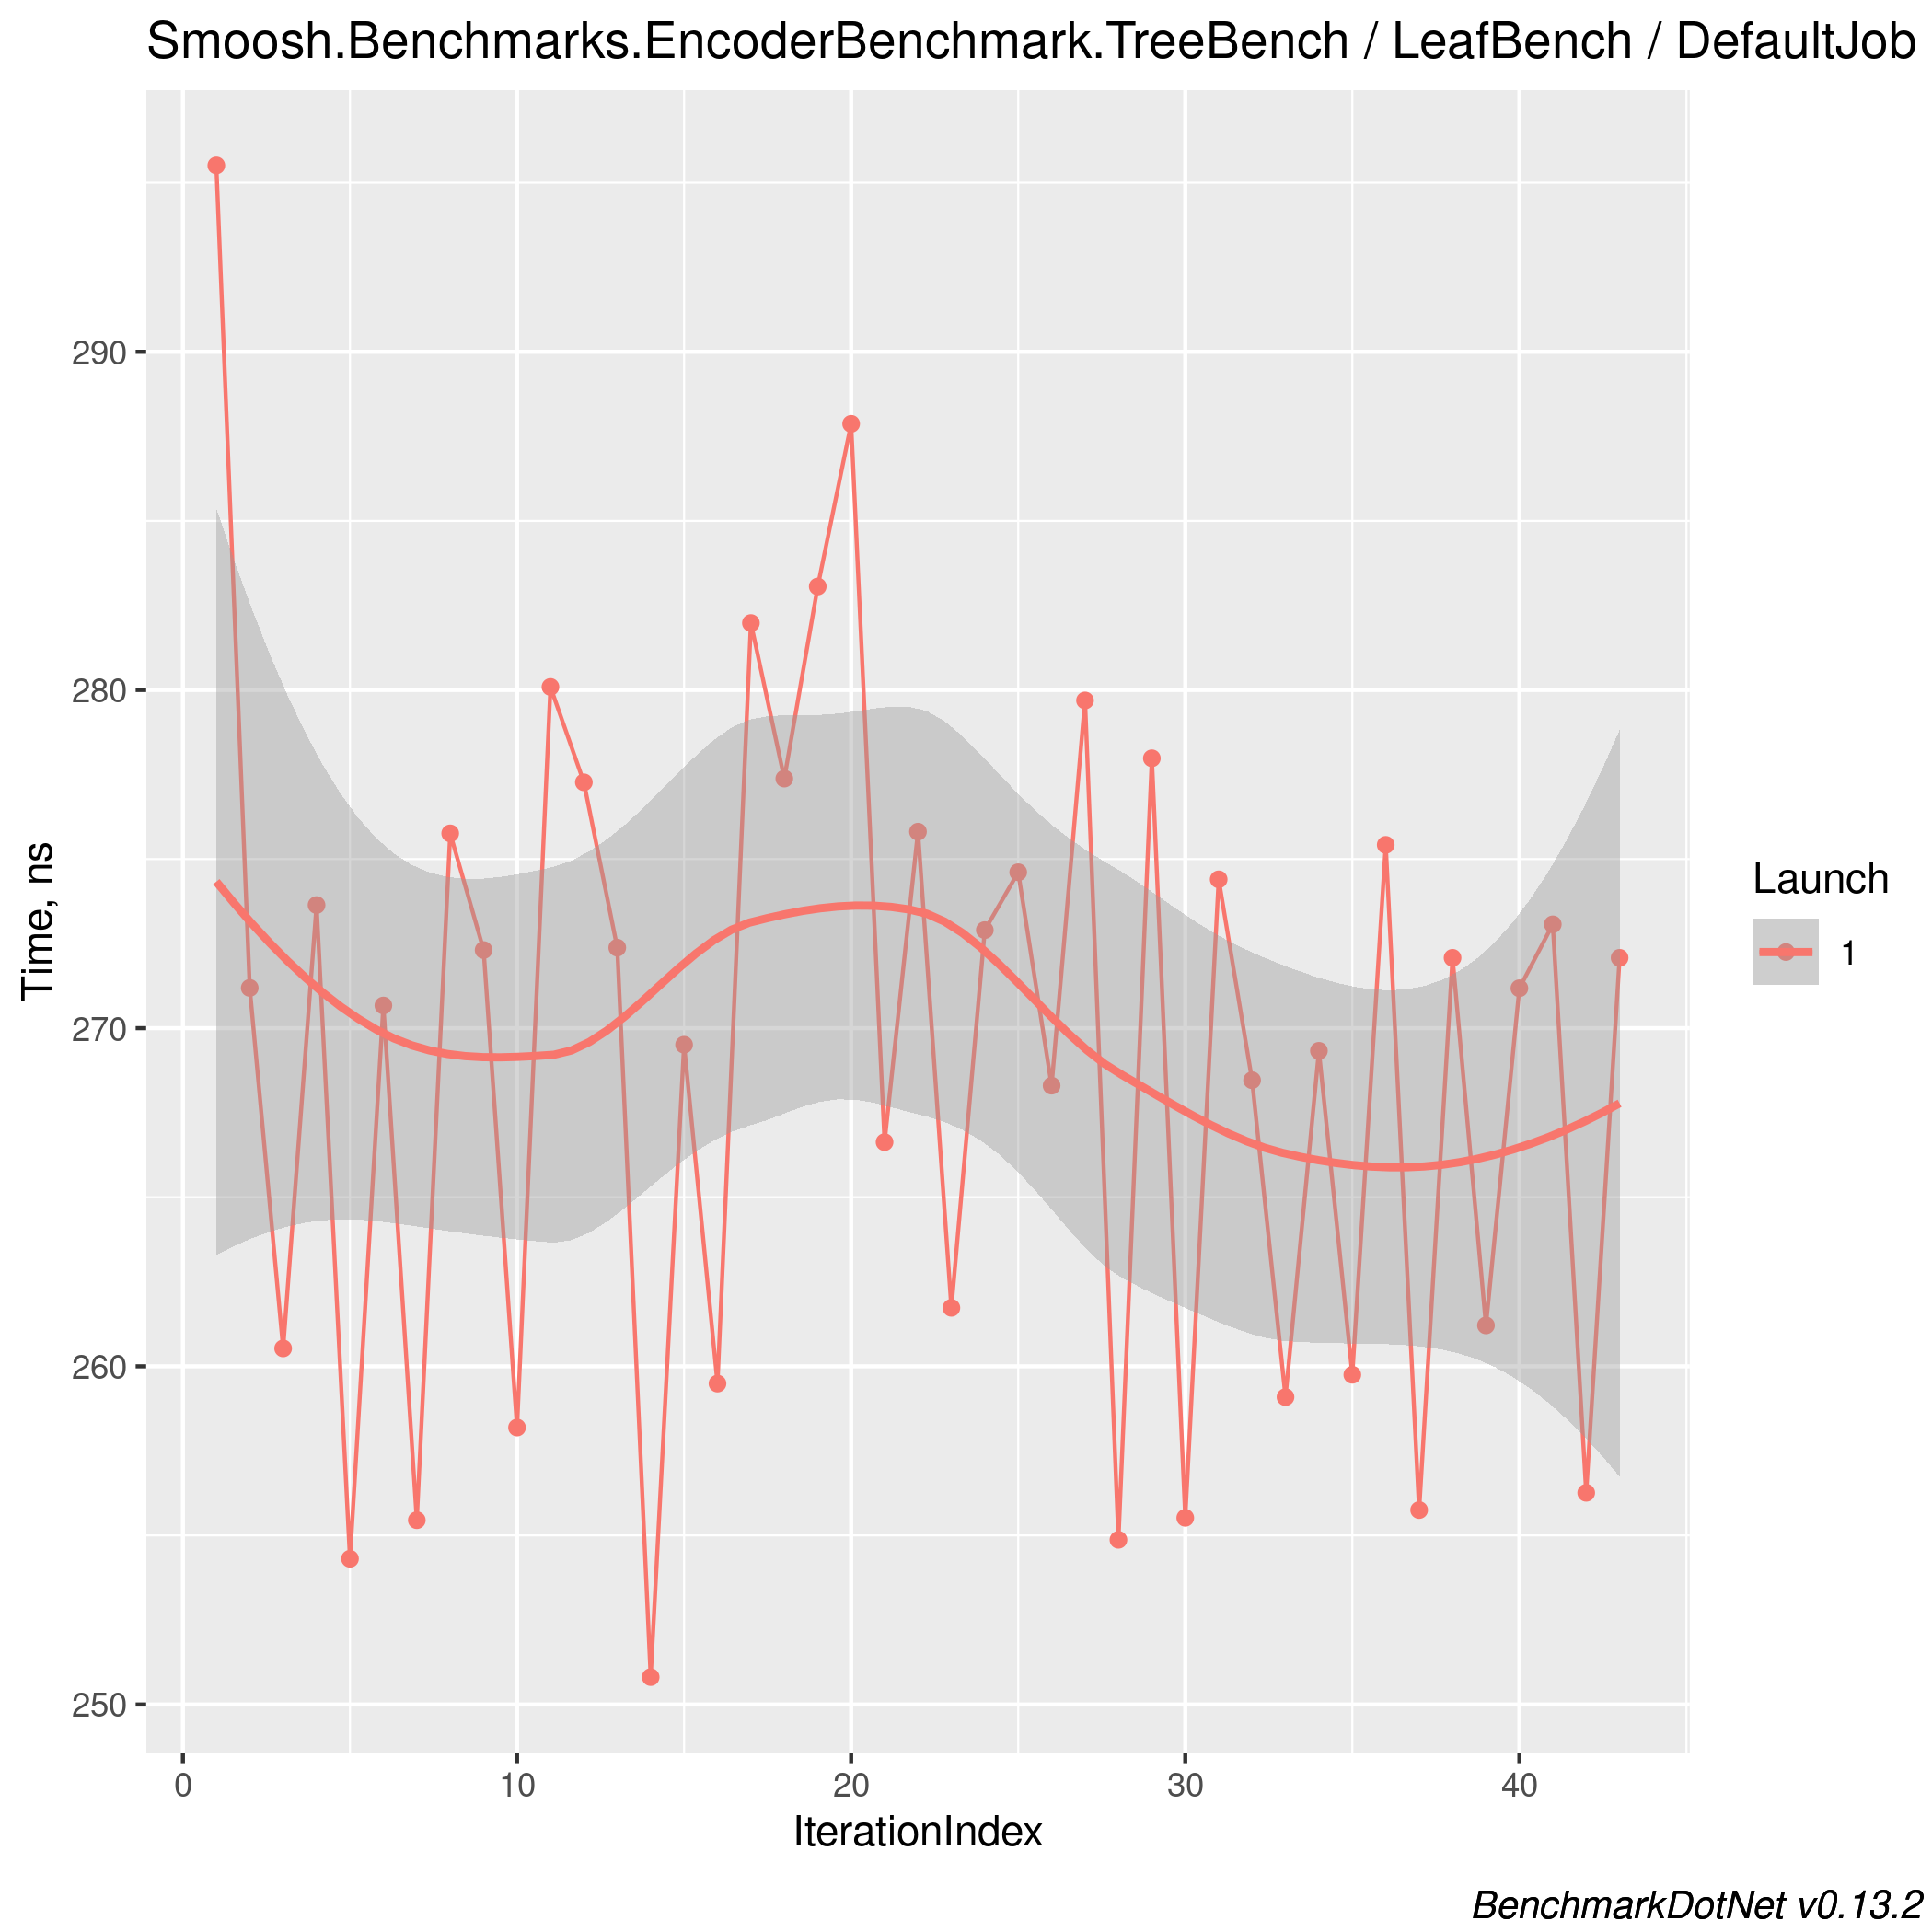 Smoosh.Benchmarks.EncoderBenchmark.TreeBench / LeafBench / DefaultJob
Time, ns
290
280
270
260
250
0 10 20 30 40
IterationIndex
Launch
1
BenchmarkDotNet v0.13.2